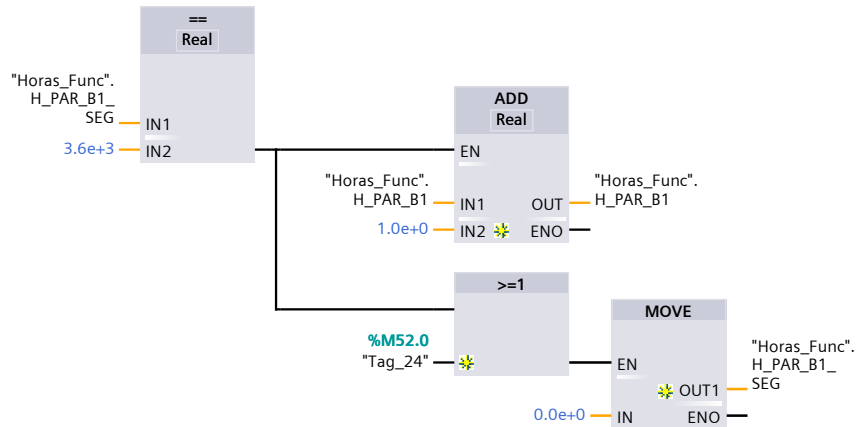 ==
Real
"Horas_Func".
H_PAR_B1_
SEG
IN1
3.6e+3
IN2
ADD
Real
EN
"Horas_Func".
H_PAR_B1
IN1
OUT
"Horas_Func".
H_PAR_B1
1.0e+0
IN2
ENO
>=1
%M52.0
"Tag_24"
MOVE
EN
"Horas_Func".
H_PAR_B1_
SEG
OUT1
0.0e+0
IN
ENO